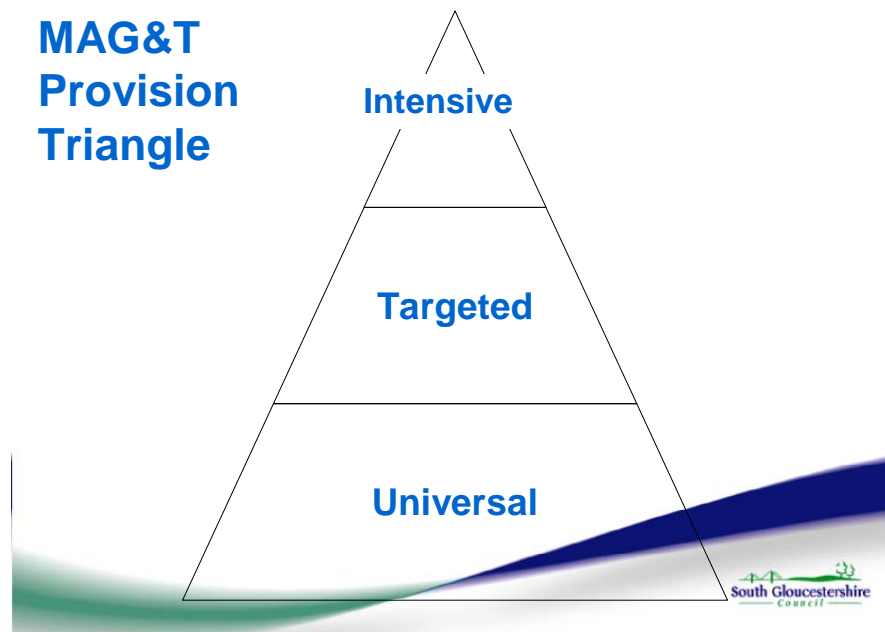 MAG&T
Provision
Triangle
Intensive
Targeted
Universal
South Gloucestershire
Council